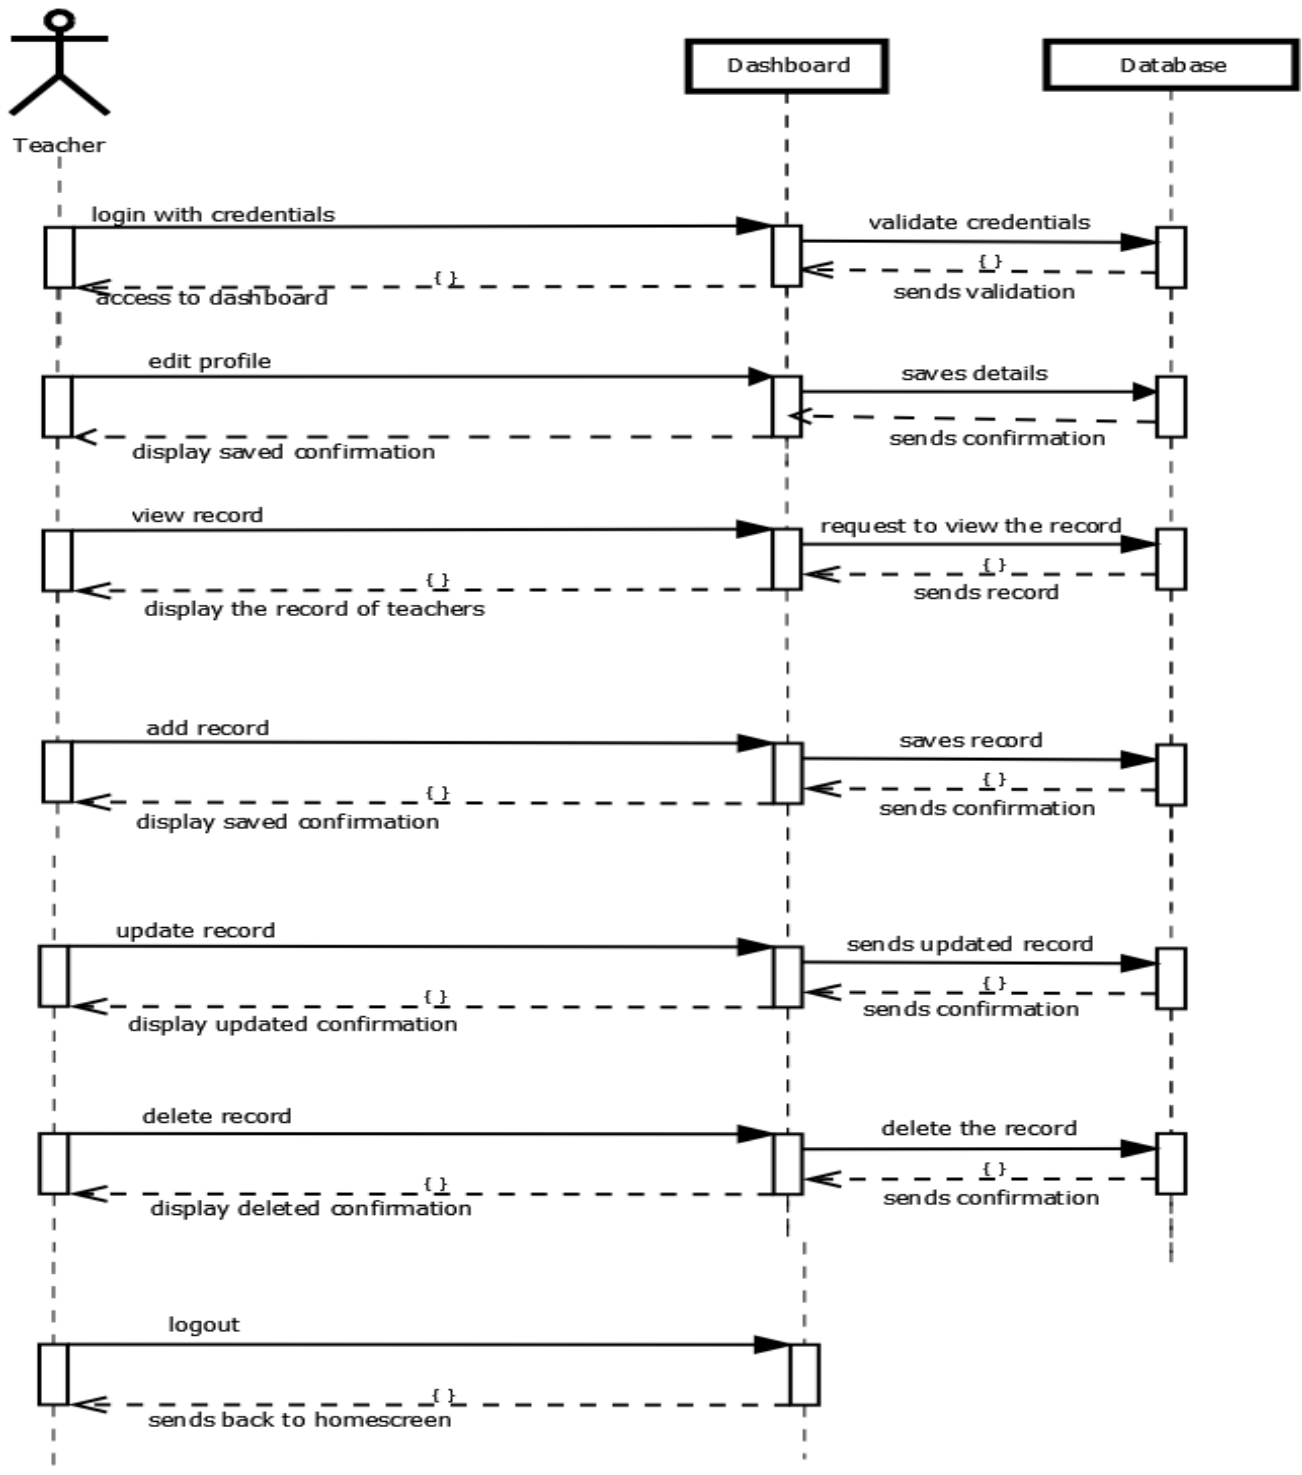 Dashboard
Database
Teacher
login with credentials
validate credentials
{ }
{ }
access to dashboard
sends validation
edit profile
saves details
sends confirmation
display saved confirmation
view record
request to view the record
{ }
{ }
sends record
display the record of teachers
add record
saves record
{ }
{ }
sends confirmation
display saved confirmation
update record
sends updated record
{ }
{ }
sends confirmation
display updated confirmation
delete record
delete the record
{ }
{ }
sends confirmation
display deleted confirmation
logout
{ }
sends back to homescreen